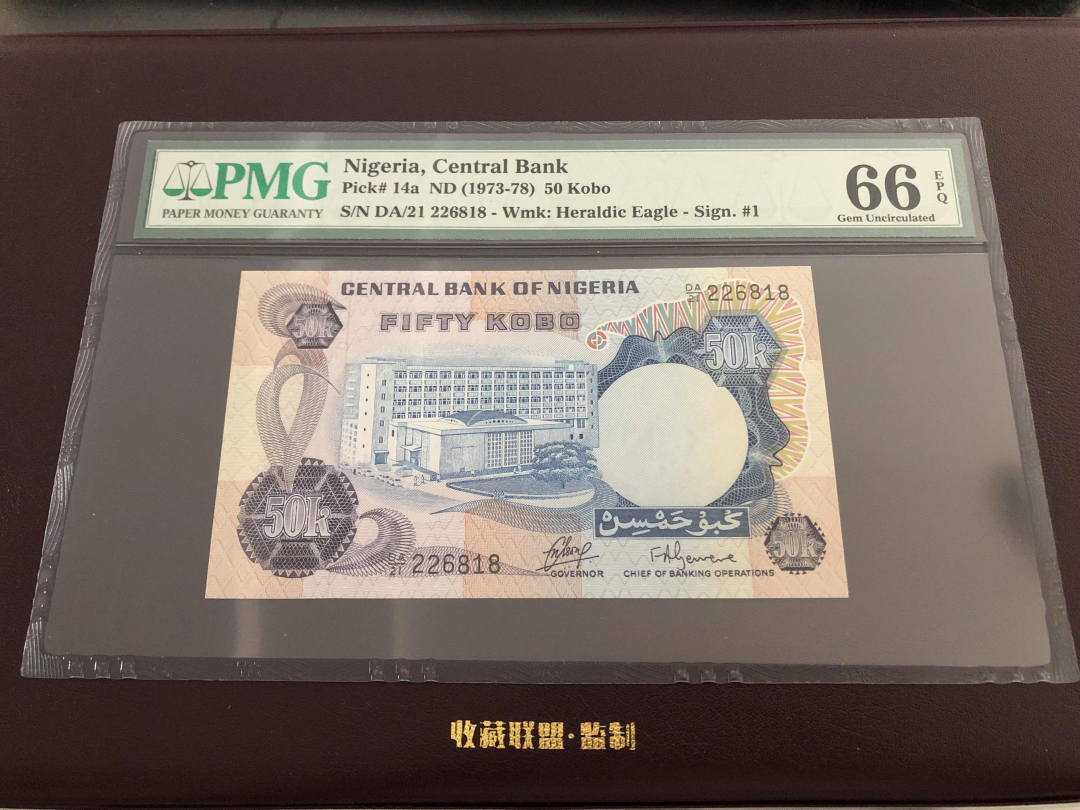 PMG
PAPER MONEY GUARANTY
Nigeria, Central Bank
Pick# 14a ND (1973-78) 50 Kobo
S/N DA/21 226818 - Wmk: Heraldic Eagle - Sign. #1
66 EPQ
Gem Uncirculated
CENTRAL BANK OF NIGERIA
DA/21 226818
FIFTY KOBO
50k
50k
50k
كَبُوْ حَمْسِنْ
50k
DA/21 226818
GOVERNOR
CHIEF OF BANKING OPERATIONS
收藏联盟·监制